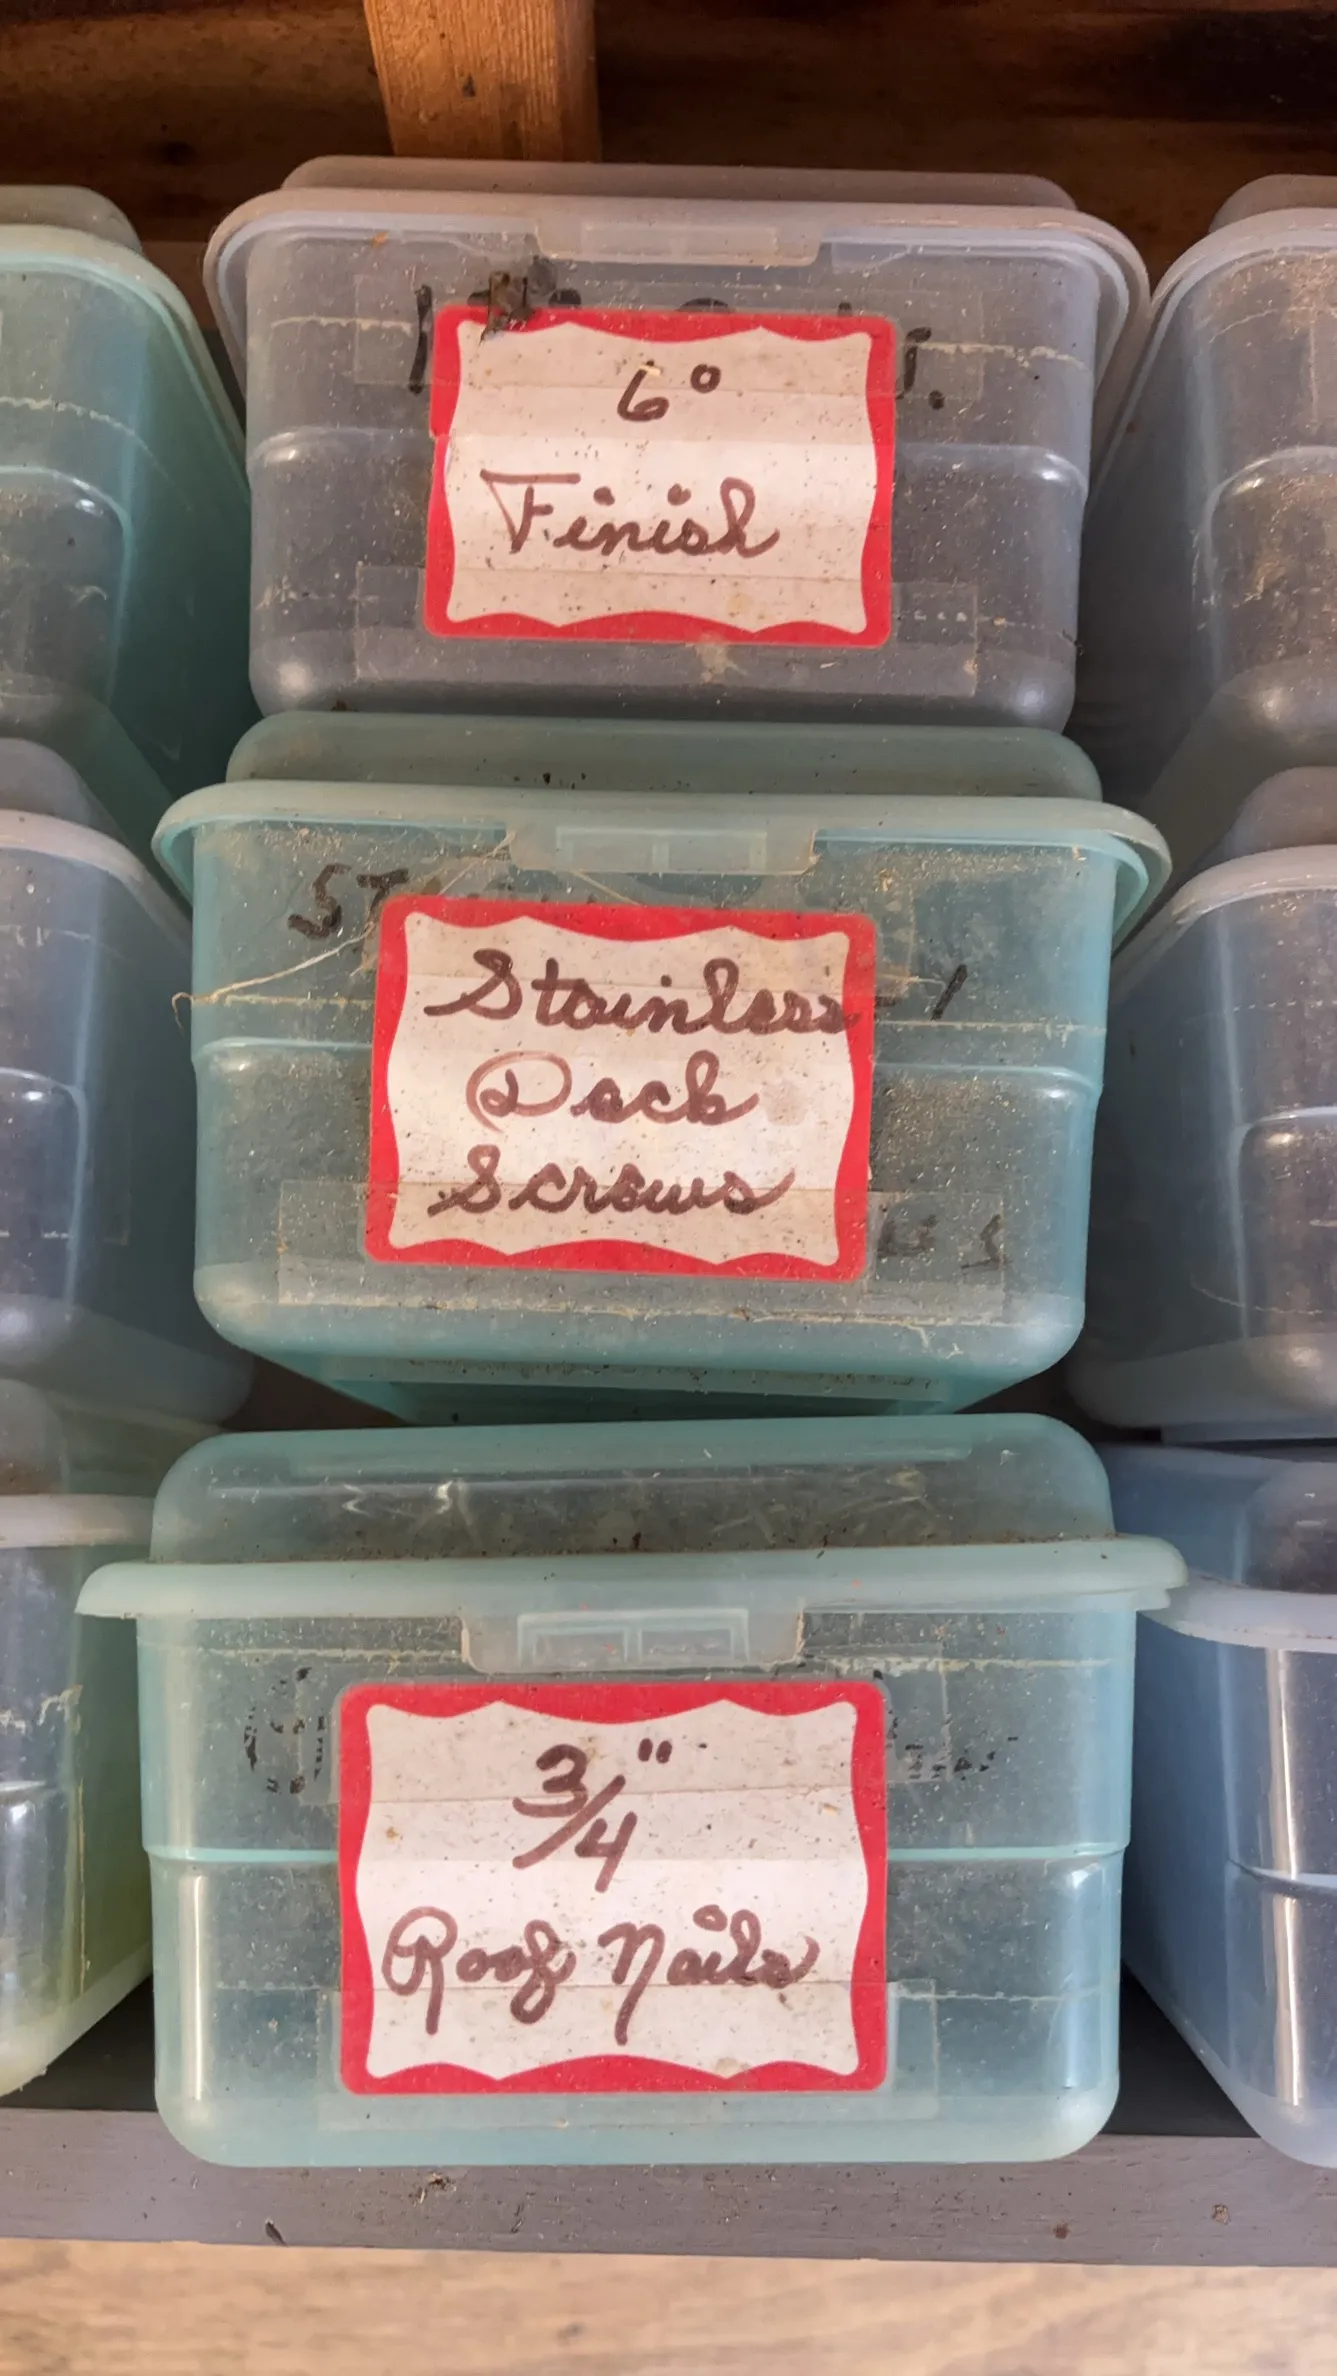 6°
Finish
Stainless
Deck
Screws
3/4"
Roof Nails